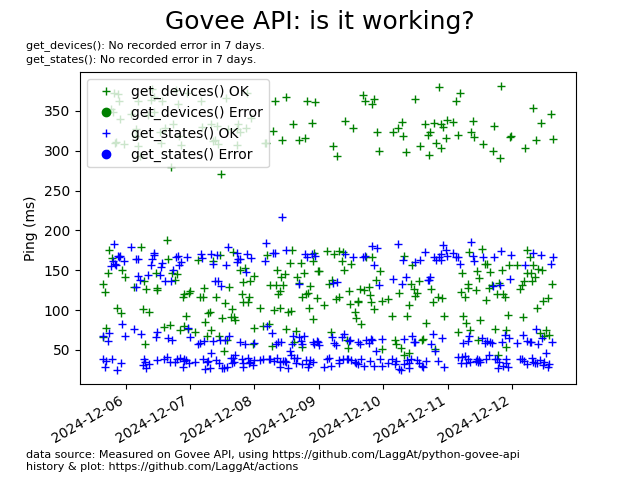 Govee API: is it working?
get_devices(): No recorded error in 7 days.
get_states(): No recorded error in 7 days.
get_devices() OK
get_devices() Error
get_states() OK
get_states() Error
Ping (ms)
350
300
250
200
150
100
50
2024-12-06
2024-12-07
2024-12-08
2024-12-09
2024-12-10
2024-12-11
2024-12-12
data source: Measured on Govee API, using https://github.com/LaggAt/python-govee-api
history & plot: https://github.com/LaggAt/actions